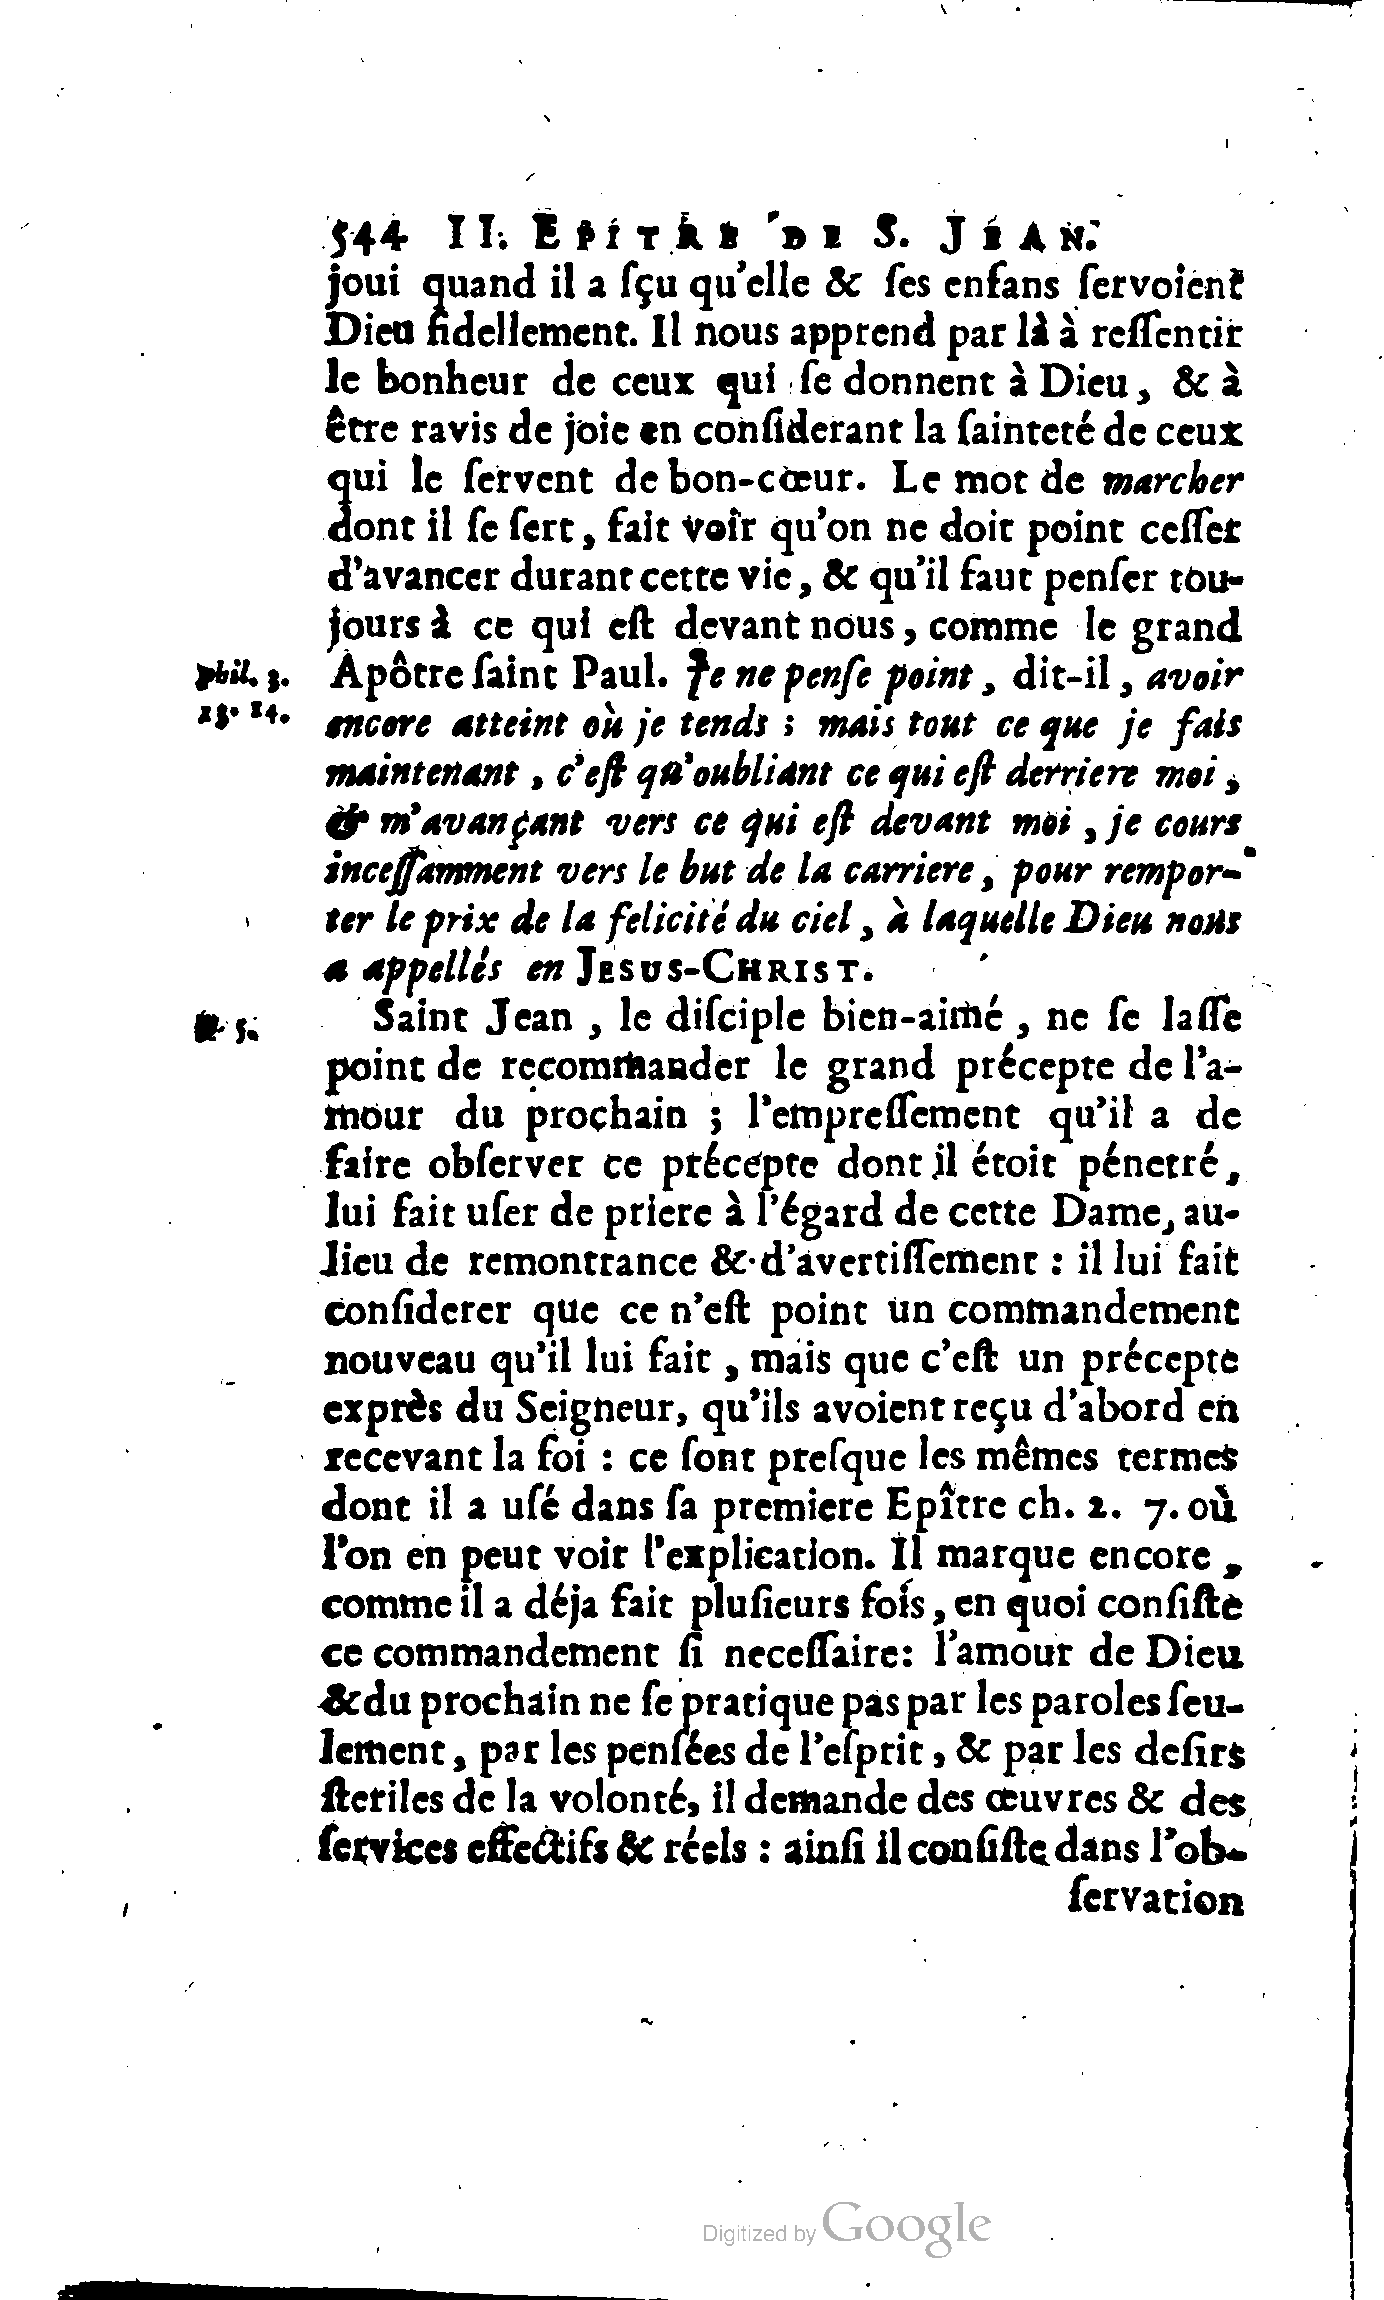 544 II. EPÎTRE DE S. JEAN.
joui quand il a ſçu qu'elle & ſes enfans ſervoient
Dieu fidellement. Il nous apprend par là à reſſentir
le bonheur de ceux qui ſe donnent à Dieu, & à
être ravis de joie en conſiderant la ſainteté de ceux
qui le ſervent de bon-cœur. Le mot de marcher
dont il ſe ſert, fait voir qu'on ne doit point ceſſer
d'avancer durant cette vie, & qu'il faut penſer tou-
jours à ce qui eſt devant nous, comme le grand
Phil. 3. Apôtre ſaint Paul. Je ne penſe point, dit-il, avoir
13. 14. encore atteint où je tends ; mais tout ce que je fais
maintenant, c'eſt qu'oubliant ce qui eſt derriere moi,
& m'avançant vers ce qui eſt devant moi, je cours
inceſſamment vers le but de la carriere, pour rempor-
ter le prix de la felicité du ciel, à laquelle Dieu nous
a appellés en JESUS-CHRIST.
℣. 5. Saint Jean, le diſciple bien-aimé, ne ſe laſſe
point de recommander le grand précepte de l'a-
mour du prochain ; l'empreſſement qu'il a de
faire obſerver ce précepte dont il étoit pénetré,
lui fait uſer de priere à l'égard de cette Dame, au-
lieu de remontrance & d'avertiſſement : il lui fait
conſiderer que ce n'eſt point un commandement
nouveau qu'il lui fait, mais que c'eſt un précepte
exprès du Seigneur, qu'ils avoient reçu d'abord en
recevant la foi : ce ſont preſque les mêmes termes
dont il a uſé dans ſa premiere Epître ch. 2. 7. où
l'on en peut voir l'explication. Il marque encore,
comme il a déja fait pluſieurs fois, en quoi conſiſte
ce commandement ſi neceſſaire: l'amour de Dieu
& du prochain ne ſe pratique pas par les paroles ſeu-
lement, par les penſées de l'eſprit, & par les deſirs
ſteriles de la volonté, il demande des œuvres & des
ſervices effectifs & réels : ainſi il conſiſte dans l'ob-
ſervation
Digitized by Google